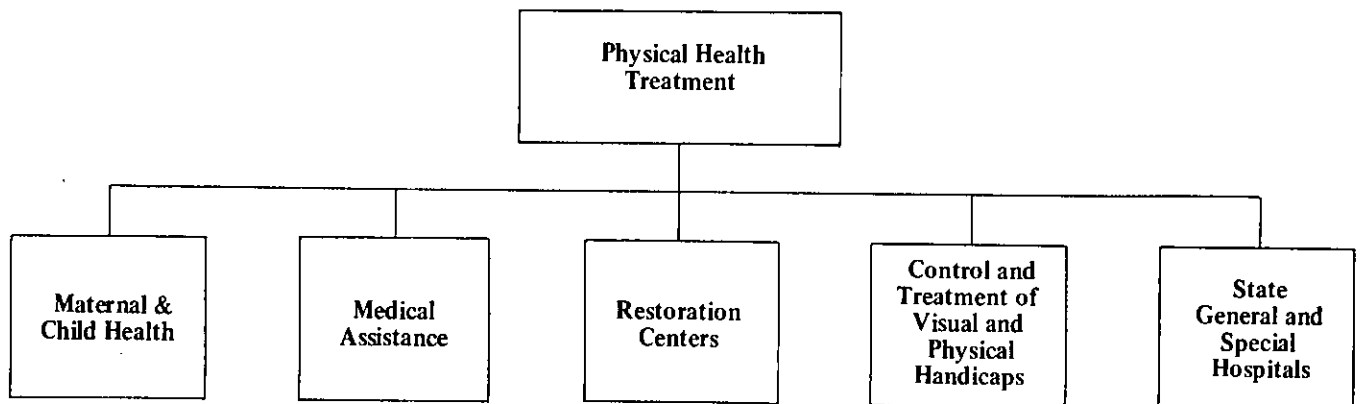 Physical Health
Treatment
Maternal &
Child Health
Medical
Assistance
Restoration
Centers
Control and
Treatment of
Visual and
Physical
Handicaps
State
General and
Special
Hospitals